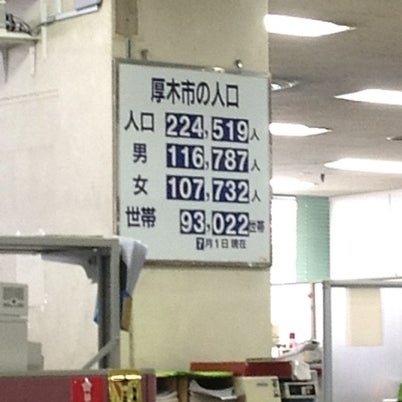 厚木市の人口
人口 224,519人
男 116,787人
女 107,732人
世帯 93,022世帯
7月1日 現在